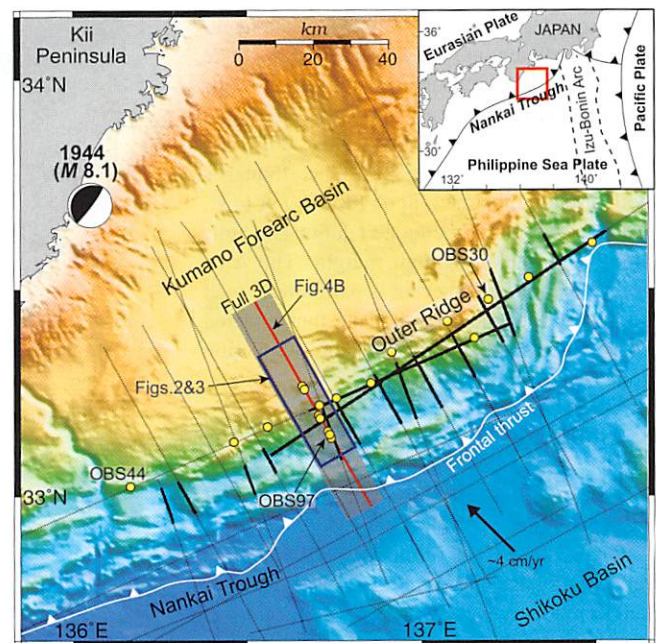 Kii
Peninsula
km
0 20 40
34°N
1944
(M 8.1)
Kumano Forearc Basin
Full 3D
Fig.4B
Figs.2&3
Outer Ridge
OBS30
OBS44
33°N
OBS97
Frontal thrust
~4 cm/yr
Nankai Trough
Shikoku Basin
136°E
137°E
36°
Eurasian Plate
JAPAN
Pacific Plate
Nankai Trough
Izu-Bonin Arc
30°
Philippine Sea Plate
132°
140°